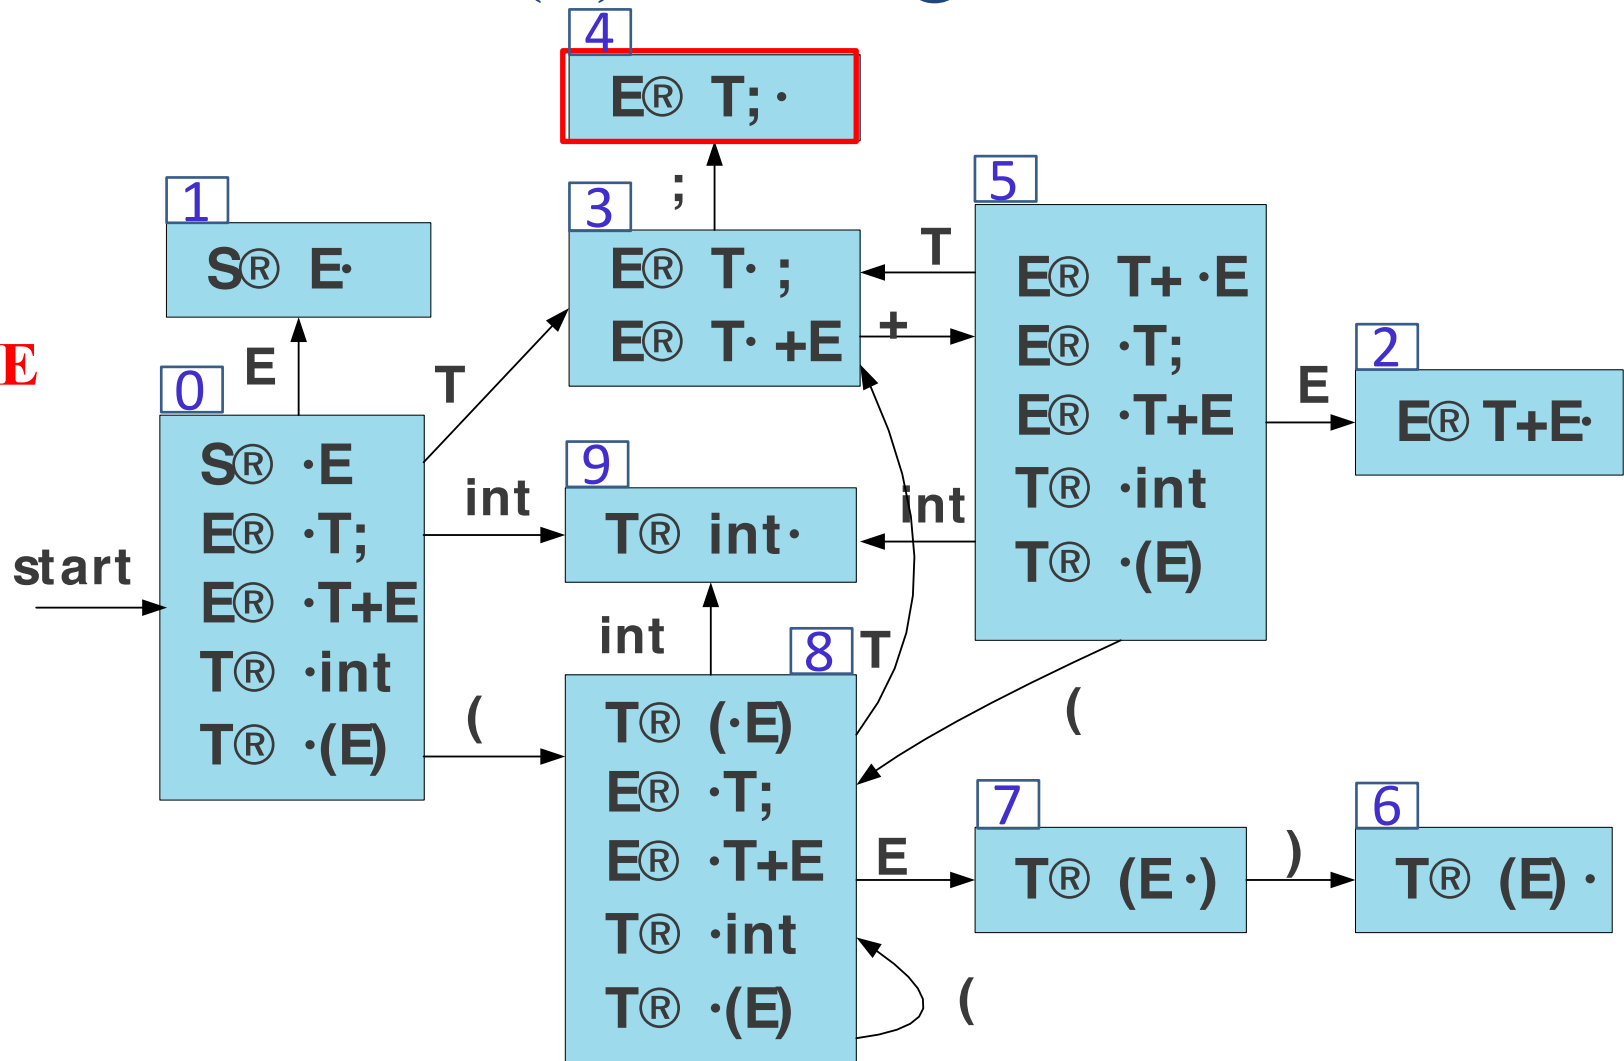 4
E® T; ·
;
1
S® E·
3
E® T· ;
E® T· +E
T
+
5
E® T+ ·E
E® ·T;
E® ·T+E
T® ·int
T® ·(E)
E
2
E® T+E·
E
E
T
0
S® ·E
E® ·T;
E® ·T+E
T® ·int
T® ·(E)
start
int
9
T® int·
int
int
(
8
T
T® (·E)
E® ·T;
E® ·T+E
T® ·int
T® ·(E)
(
E
7
T® (E ·)
)
6
T® (E) ·
(